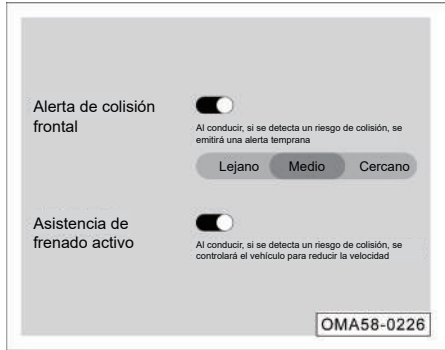 Alerta de colisión
frontal
Al conducir, si se detecta un riesgo de colisión, se
emitirá una alerta temprana
Lejano Medio Cercano
Asistencia de
frenado activo
Al conducir, si se detecta un riesgo de colisión, se
controlará el vehículo para reducir la velocidad
OMA58-0226